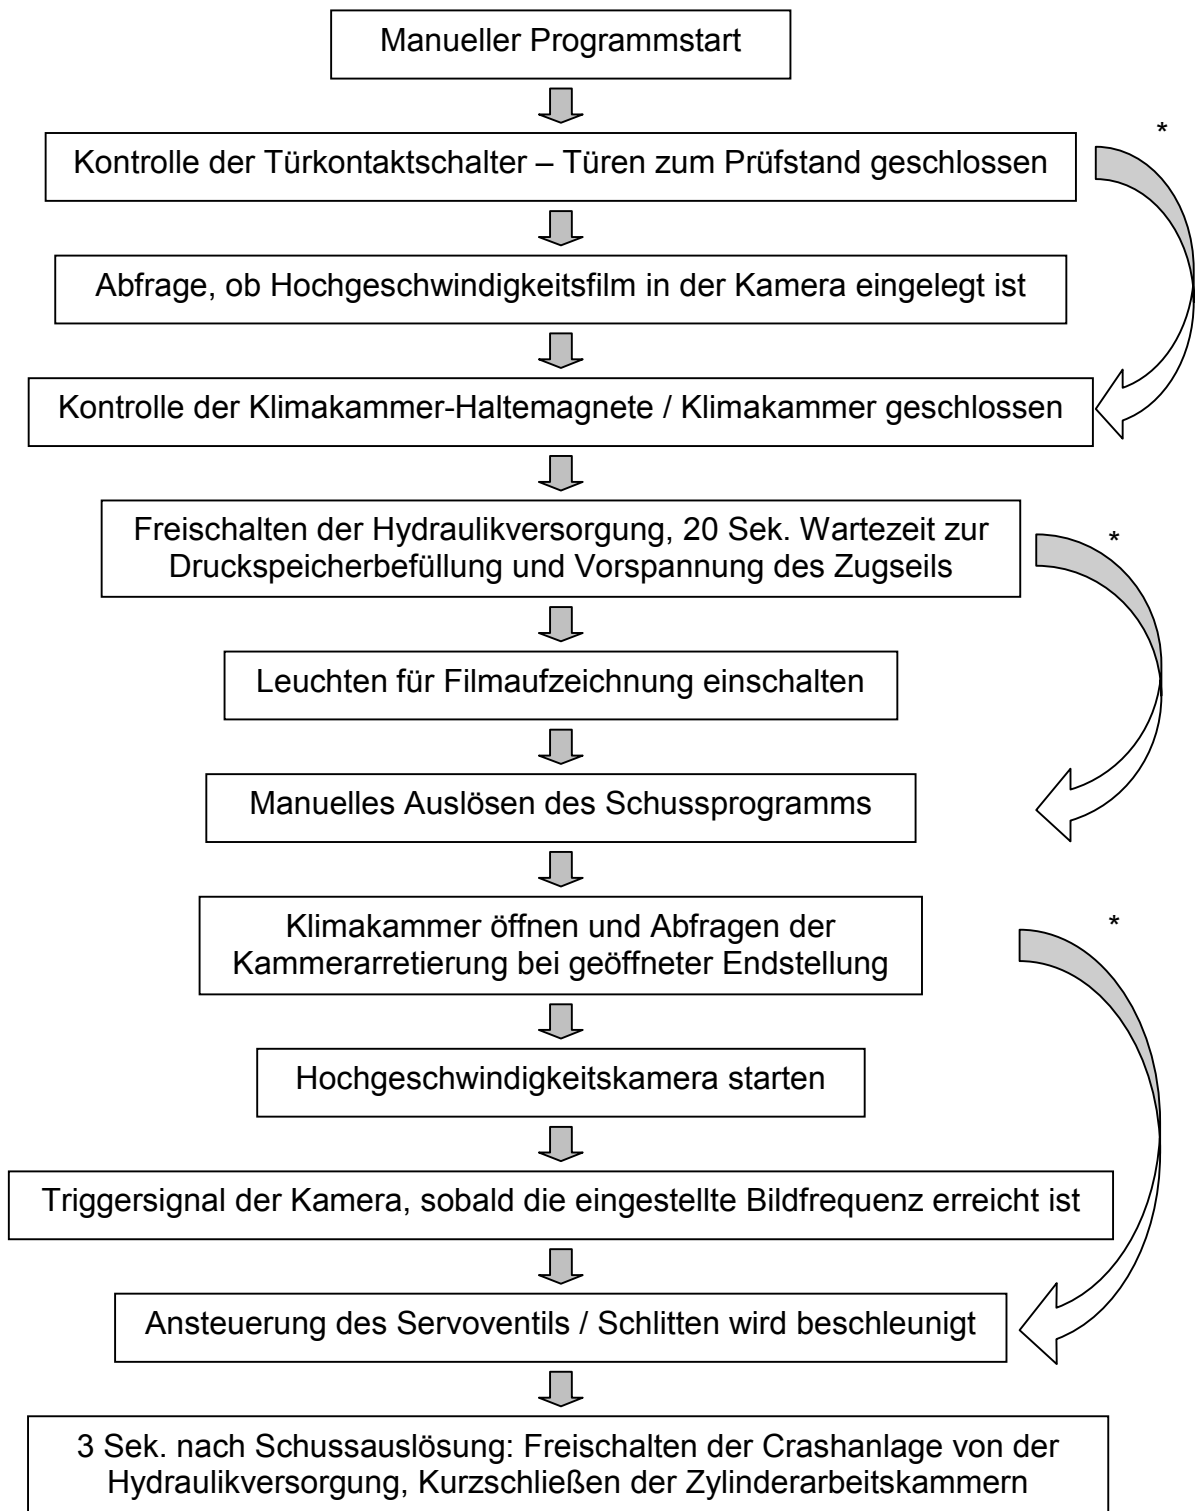 Manueller Programmstart
*
Kontrolle der Türkontaktschalter – Türen zum Prüfstand geschlossen
Abfrage, ob Hochgeschwindigkeitsfilm in der Kamera eingelegt ist
Kontrolle der Klimakammer-Haltemagnete / Klimakammer geschlossen
Freischalten der Hydraulikversorgung, 20 Sek. Wartezeit zur
Druckspeicherbefüllung und Vorspannung des Zugseils
*
Leuchten für Filmaufzeichnung einschalten
Manuelles Auslösen des Schussprogramms
Klimakammer öffnen und Abfragen der
Kammerarretierung bei geöffneter Endstellung
*
Hochgeschwindigkeitskamera starten
Triggersignal der Kamera, sobald die eingestellte Bildfrequenz erreicht ist
Ansteuerung des Servoventils / Schlitten wird beschleunigt
3 Sek. nach Schussauslösung: Freischalten der Crashanlage von der
Hydraulikversorgung, Kurzschließen der Zylinderarbeitskammern